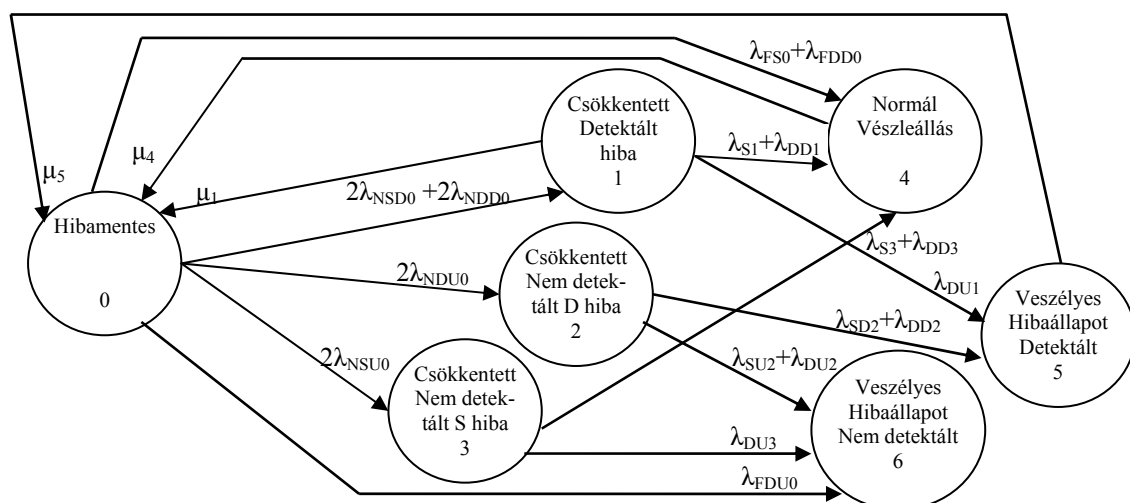 λFS0+λFDD0
Csökkentett
Detektált
hiba
1
Normál
Vészleállás
4
λS1+λDD1
μ5
μ4
μ1
2λNSD0 +2λNDD0
Hibamentes
0
λS3+λDD3
2λNDU0
Csökkentett
Nem detek-
tált D hiba
2
λDU1
Veszélyes
Hibaállapot
Detektált
5
λSD2+λDD2
2λNSU0
Csökkentett
Nem detek-
tált S hiba
3
λSU2+λDU2
Veszélyes
Hibaállapot
Nem detektált
6
λDU3
λFDU0